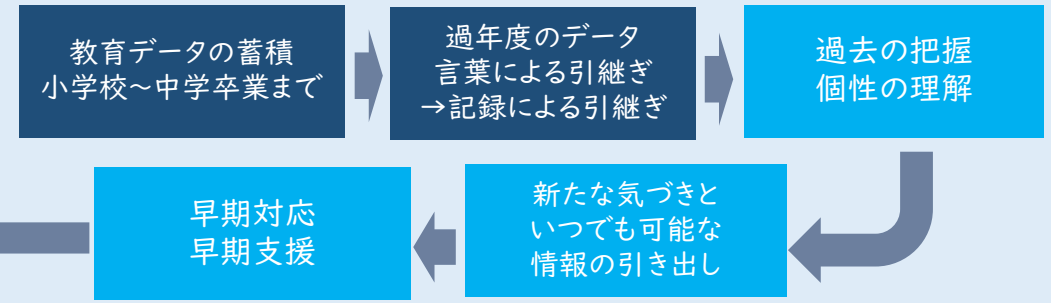 教育データの蓄積
小学校～中学卒業まで
過年度のデータ
言葉による引継ぎ
→記録による引継ぎ
過去の把握
個性の理解
新たな気づきと
いつでも可能な
情報の引き出し
早期対応
早期支援